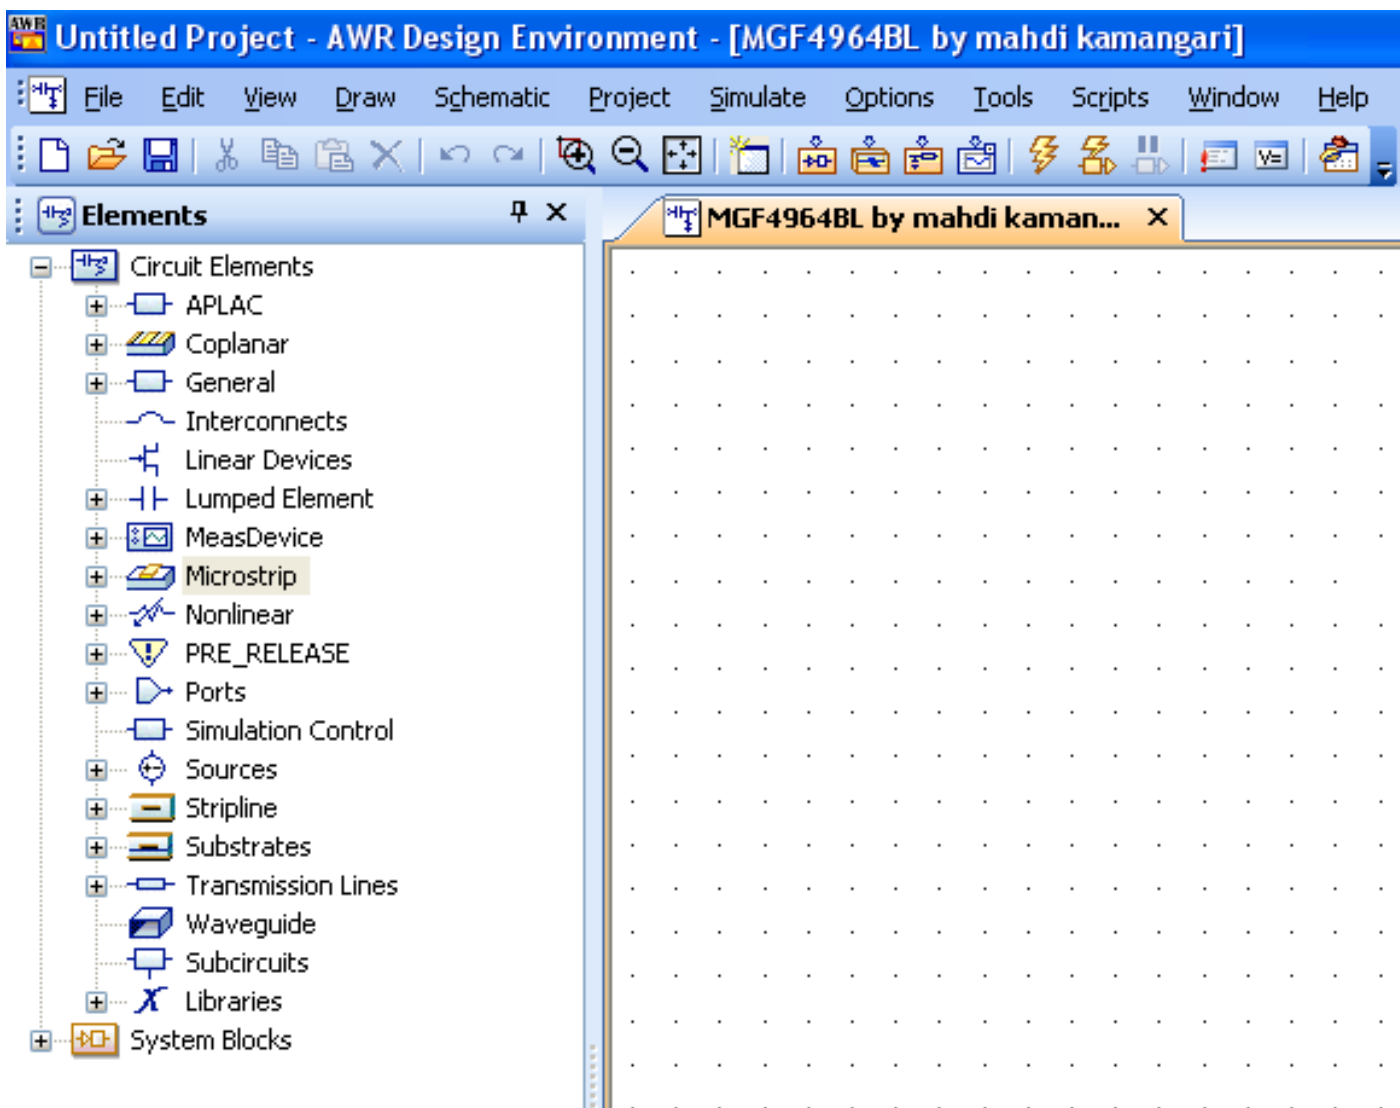 AWR Untitled Project - AWR Design Environment - [MGF4964BL by mahdi kamangari]
File Edit View Draw Schematic Project Simulate Options Tools Scripts Window Help
V=
Elements
MGF4964BL by mahdi kaman...
Circuit Elements
APLAC
Coplanar
General
Interconnects
Linear Devices
Lumped Element
MeasDevice
Microstrip
Nonlinear
PRE_RELEASE
Ports
Simulation Control
Sources
Stripline
Substrates
Transmission Lines
Waveguide
Subcircuits
X Libraries
System Blocks